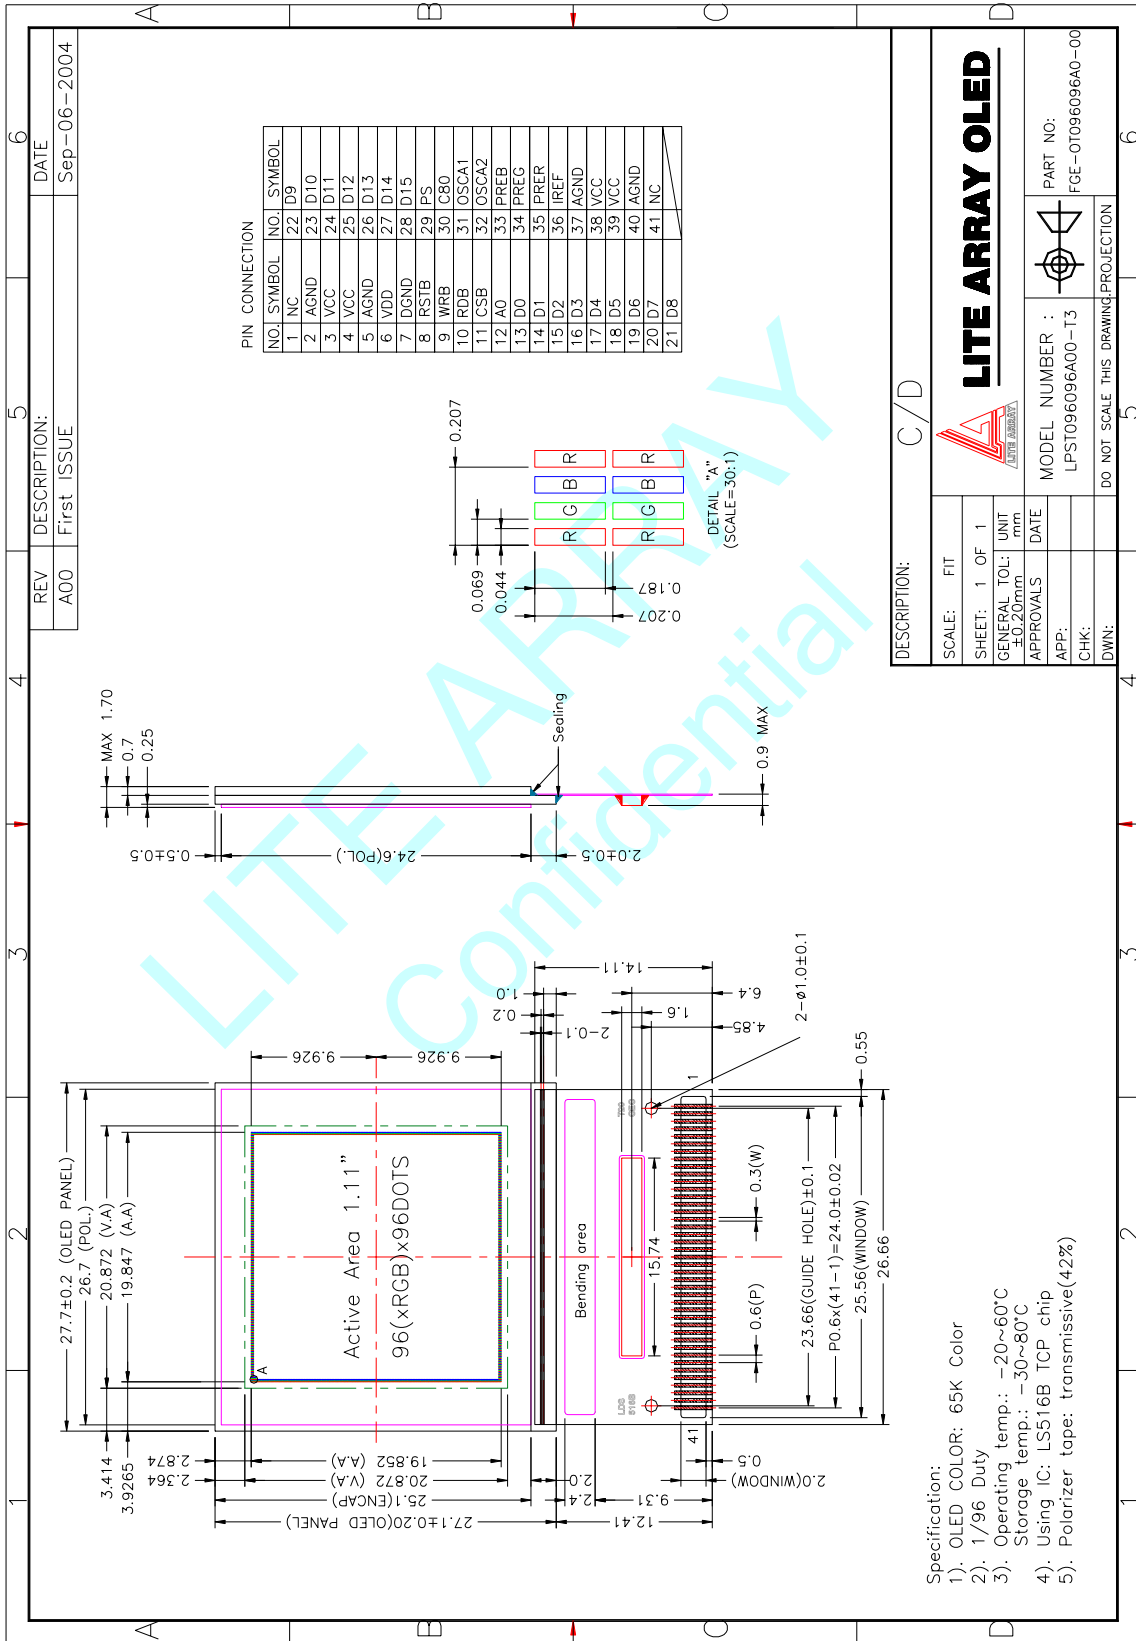 REV DESCRIPTION: DATE
A00 First ISSUE Sep-06-2004
27.7±0.2 (OLED PANEL)
26.7 (POL.)
20.872 (V.A)
19.847 (A.A)
3.414
3.9265
2.874
2.364
19.852 (A.A)
20.872 (V.A)
25.1(ENCAP)
27.1±0.20(OLED PANEL)
9.926
9.926
A
Active Area 1.11"
96(xRGB)x96DOTS
Bending area
2.0
2.4
9.31
12.41
2.0(WINDOW)
0.5
1.0
0.2
2-0.1
14.11
1.6
6.4
4.85
2-ø1.0±0.1
0.55
15.74
0.6(P)
0.3(W)
23.66(GUIDE HOLE)±0.1
P0.6x(41-1)=24.0±0.02
25.56(WINDOW)
26.66
41
1
MAX 1.70
0.7
0.25
0.5±0.5
24.6(POL.)
2.0±0.5
Sealing
0.9 MAX
0.207
0.069
0.044
0.187
0.207
R G B R
R G B R
DETAIL "A"
(SCALE=30:1)
PIN CONNECTION
NO. SYMBOL NO. SYMBOL
1 NC 22 D9
2 AGND 23 D10
3 VCC 24 D11
4 VCC 25 D12
5 AGND 26 D13
6 VDD 27 D14
7 DGND 28 D15
8 RSTB 29 PS
9 WRB 30 C80
10 RDB 31 OSCA1
11 CSB 32 OSCA2
12 A0 33 PREB
13 D0 34 PREG
14 D1 35 PRER
15 D2 36 IREF
16 D3 37 AGND
17 D4 38 VCC
18 D5 39 VCC
19 D6 40 AGND
20 D7 41 NC
21 D8
LITE ARRAY
Confidential
Specification:
1). OLED COLOR: 65K Color
2). 1/96 Duty
3). Operating temp.: -20~60°C
Storage temp.: -30~80°C
4). Using IC: LS516B TCP chip
5). Polarizer tape: transmissive(42%)
DESCRIPTION: C/D
SCALE: FIT
SHEET: 1 OF 1
GENERAL TOL: ±0.20mm
UNIT mm
APPROVALS DATE
APP:
CHK:
DWN:
LITE ARRAY
LITE ARRAY OLED
MODEL NUMBER :
LPST096096A00-T3
PART NO:
FGE-OT096096A0-00
DO NOT SCALE THIS DRAWING.PROJECTION
1 2 3 4 5 6
1 2 3 4 5 6
A B C D
A B C D